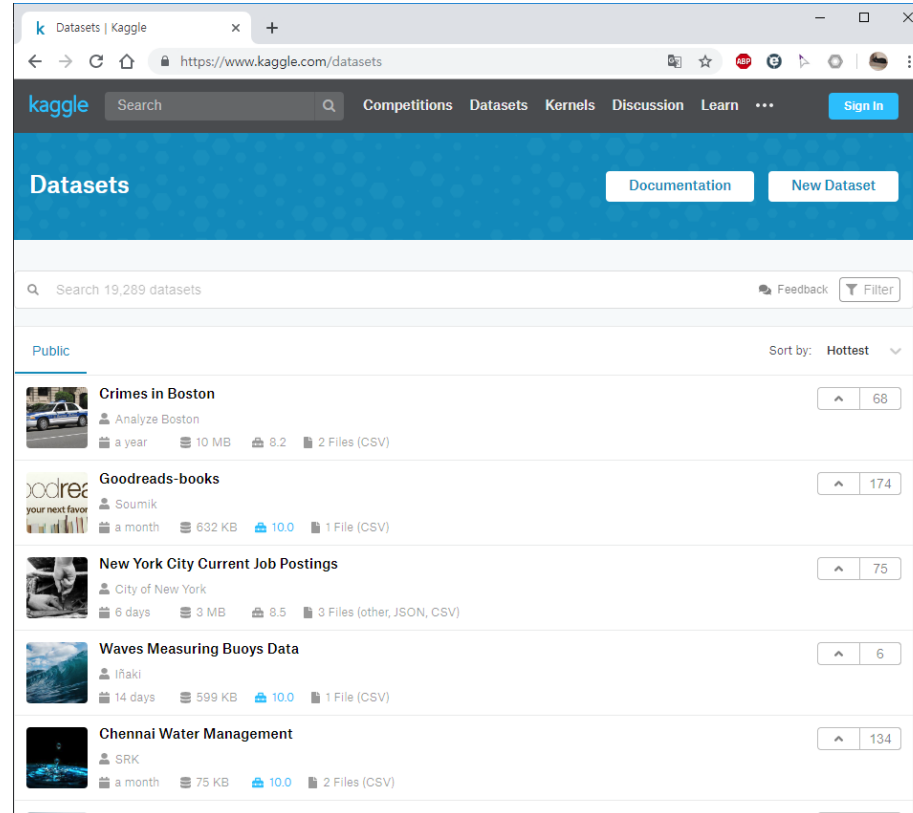 k Datasets | Kaggle
https://www.kaggle.com/datasets
ABP
kaggle Search Competitions Datasets Kernels Discussion Learn ••• Sign In
Datasets
Documentation New Dataset
Search 19,289 datasets Feedback Filter
Public Sort by: Hottest
Crimes in Boston
68
Analyze Boston
a year 10 MB 8.2 2 Files (CSV)
Goodreads-books
174
Soumik
a month 632 KB 10.0 1 File (CSV)
oodrea
your next favor
New York City Current Job Postings
75
City of New York
6 days 3 MB 8.5 3 Files (other, JSON, CSV)
Waves Measuring Buoys Data
6
Iñaki
14 days 599 KB 10.0 1 File (CSV)
Chennai Water Management
134
SRK
a month 75 KB 10.0 2 Files (CSV)